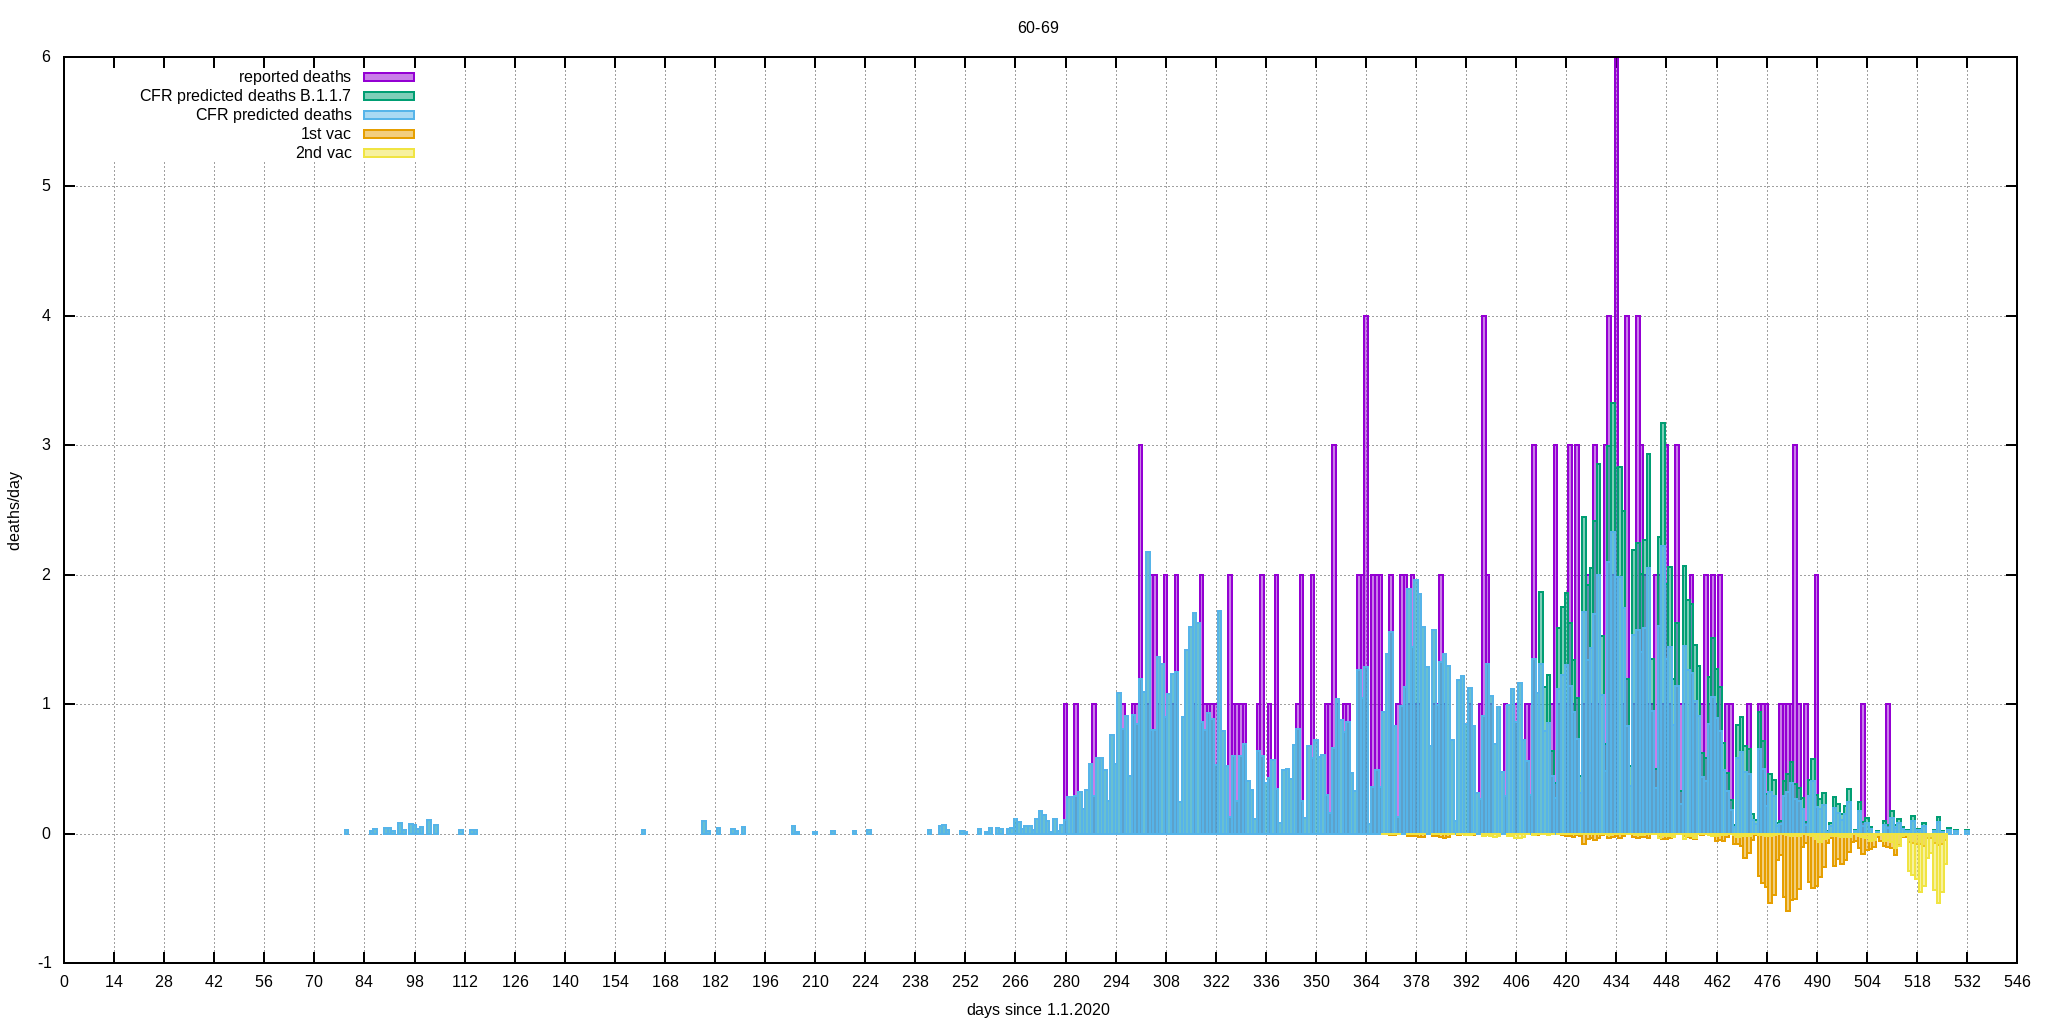 60-69
reported deaths
CFR predicted deaths B.1.1.7
CFR predicted deaths
1st vac
2nd vac
6
5
4
3
2
1
0
-1
deaths/day
0 14 28 42 56 70 84 98 112 126 140 154 168 182 196 210 224 238 252 266 280 294 308 322 336 350 364 378 392 406 420 434 448 462 476 490 504 518 532 546
days since 1.1.2020